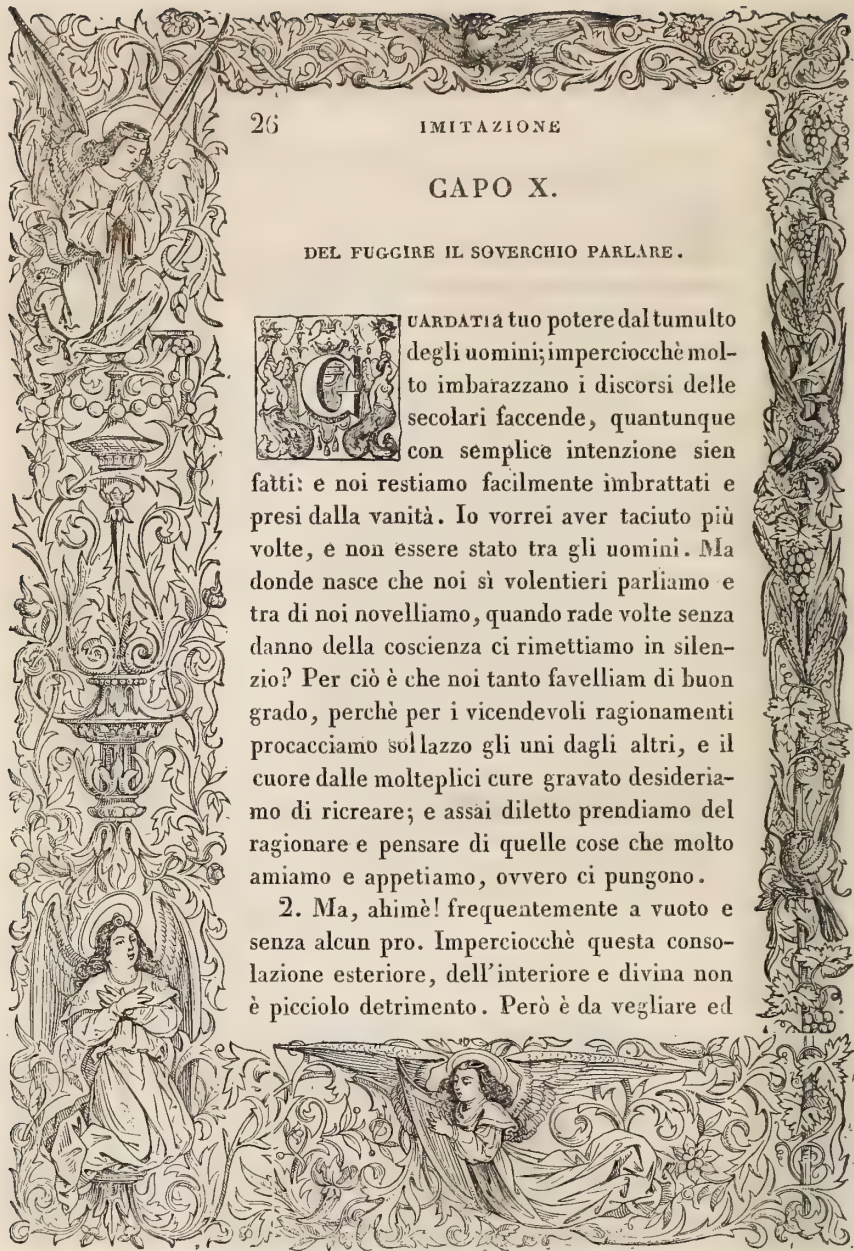 26 IMITAZIONE
CAPO X.
DEL FUGGIRE IL SOVERCHIO PARLARE.
GUARDATI a tuo potere dal tumulto
degli uomini; imperciocchè mol-
to imbarazzano i discorsi delle
secolari faccende, quantunque
con semplice intenzione sien
fatti: e noi restiamo facilmente imbrattati e
presi dalla vanità. Io vorrei aver taciuto più
volte, e non essere stato tra gli uomini. Ma
donde nasce che noi sì volentieri parliamo e
tra di noi novelliamo, quando rade volte senza
danno della coscienza ci rimettiamo in silen-
zio? Per ciò è che noi tanto favelliam di buon
grado, perchè per i vicendevoli ragionamenti
procacciamo sollazzo gli uni dagli altri, e il
cuore dalle molteplici cure gravato desideria-
mo di ricreare; e assai diletto prendiamo del
ragionare e pensare di quelle cose che molto
amiamo e appetiamo, ovvero ci pungono.
2. Ma, ahimè! frequentemente a vuoto e
senza alcun pro. Imperciocchè questa conso-
lazione esteriore, dell'interiore e divina non
è picciolo detrimento. Però è da vegliare ed